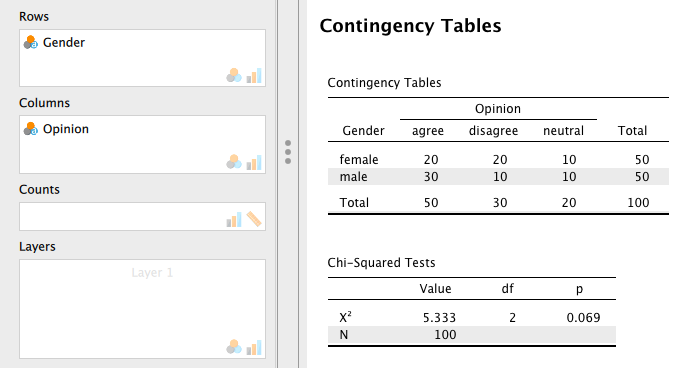 Rows
Gender
Columns
Opinion
Counts
Layers
Layer 1
Contingency Tables
Contingency Tables
Opinion
Gender agree disagree neutral Total
female 20 20 10 50
male 30 10 10 50
Total 50 30 20 100
Chi-Squared Tests
Value df p
X² 5.333 2 0.069
N 100